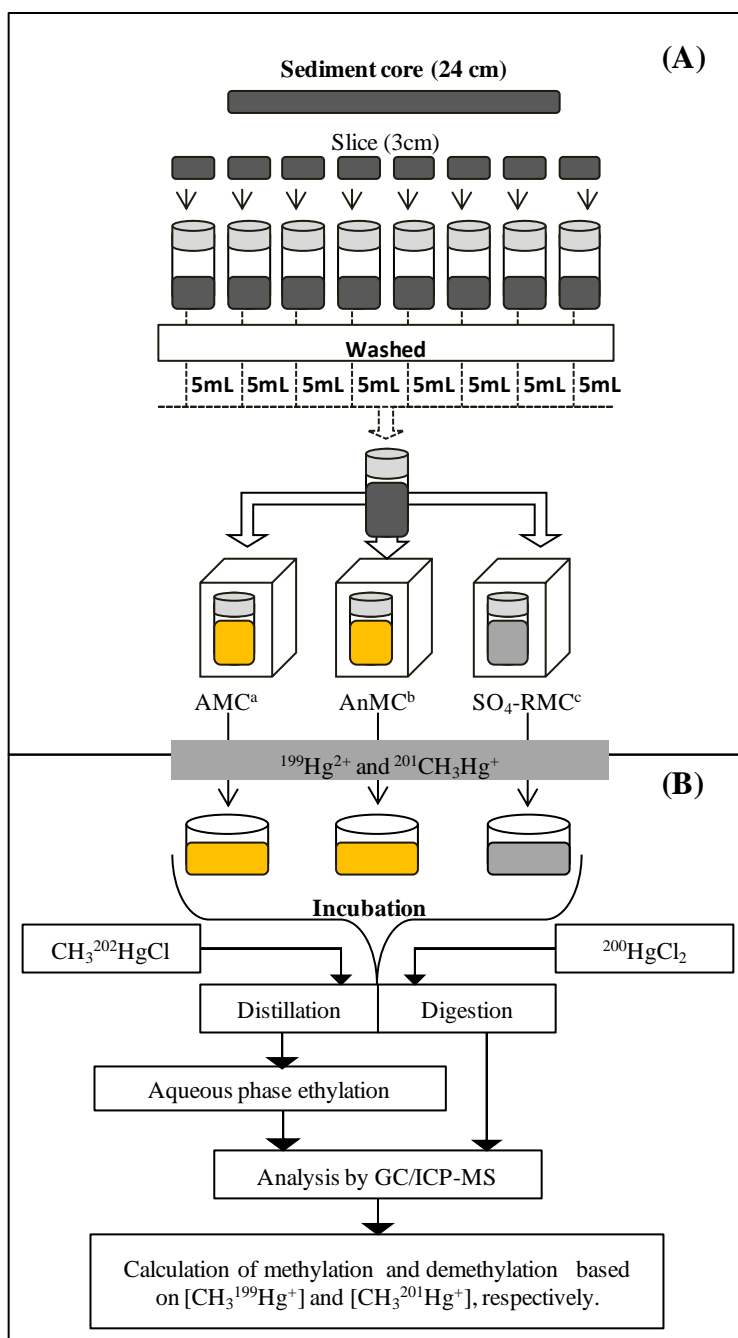 (A)
Sediment core (24 cm)
Slice (3cm)
Washed
5mL 5mL 5mL 5mL 5mL 5mL 5mL 5mL
AMCᵃ AnMCᵇ SO₄-RMCᶜ
¹⁹⁹Hg²⁺ and ²⁰¹CH₃Hg⁺
(B)
Incubation
CH₃²⁰²HgCl ²⁰⁰HgCl₂
Distillation Digestion
Aqueous phase ethylation
Analysis by GC/ICP-MS
Calculation of methylation and demethylation based
on [CH₃¹⁹⁹Hg⁺] and [CH₃²⁰¹Hg⁺], respectively.